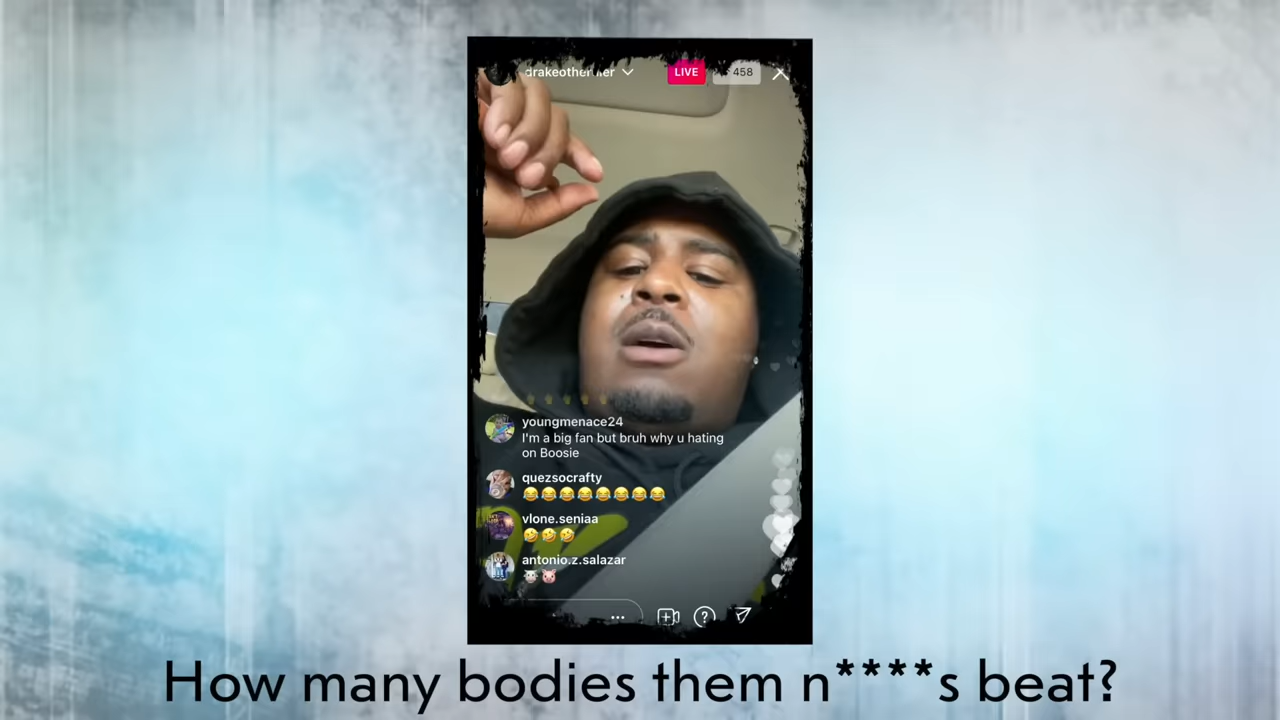 LIVE
458
youngmenace24
I'm a big fan but bruh why u hating
on Boosie
quezsocrafty
vlone.seniaa
antonio.z.salazar
How many bodies them n****s beat?